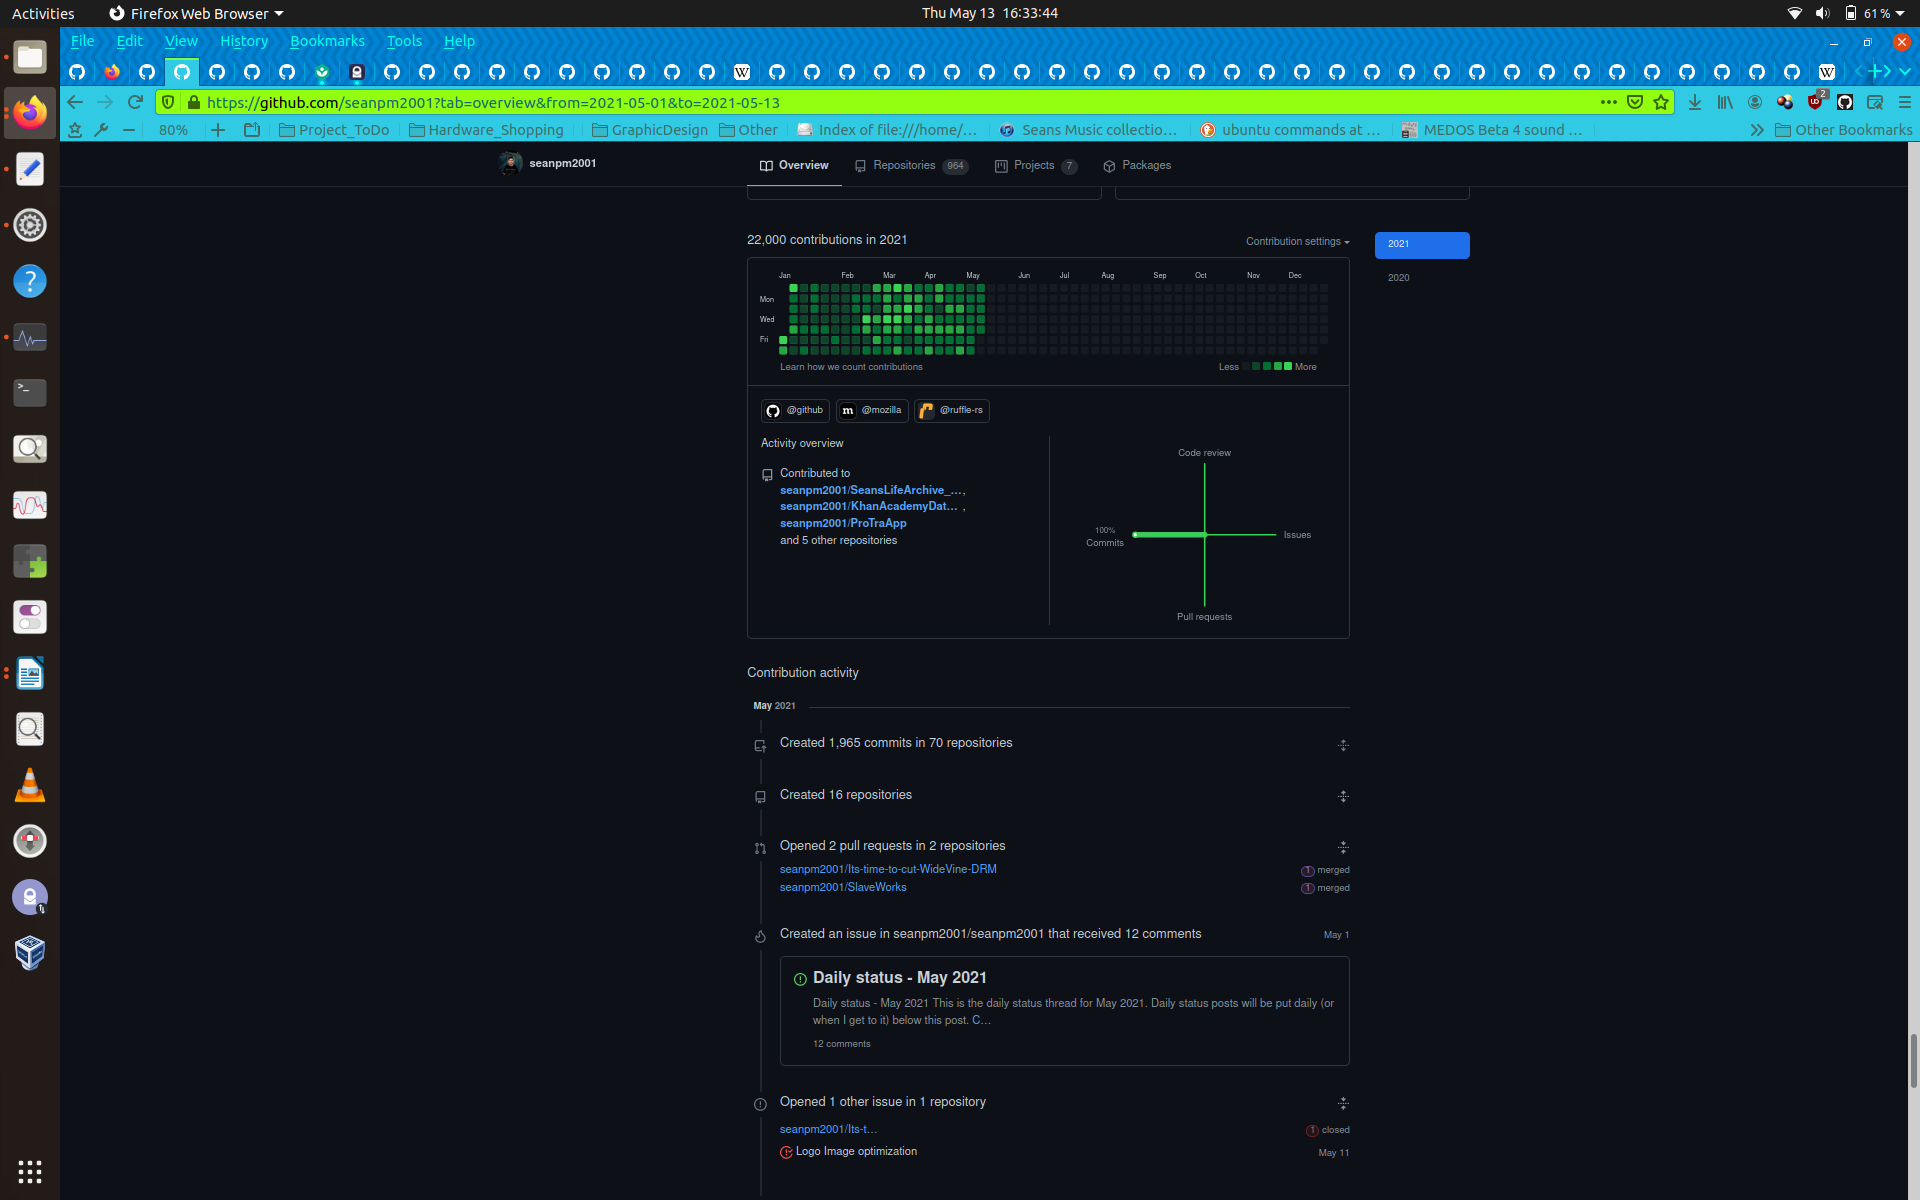 Activities
Firefox Web Browser
Thu May 13 16:33:44
61 %
File Edit View History Bookmarks Tools Help
https://github.com/seanpm2001?tab=overview&from=2021-05-01&to=2021-05-13
2
80%
Project_ToDo
Hardware_Shopping
GraphicDesign
Other
Index of file:///home/...
Seans Music collectio...
ubuntu commands at ...
MEDOS Beta 4 sound ...
Other Bookmarks
seanpm2001
Overview
Repositories 964
Projects 7
Packages
22,000 contributions in 2021
Contribution settings
2021
2020
Jan Feb Mar Apr May Jun Jul Aug Sep Oct Nov Dec
Mon
Wed
Fri
Learn how we count contributions
Less More
@github
@mozilla
@ruffle-rs
Activity overview
Contributed to
seanpm2001/SeansLifeArchive_... ,
seanpm2001/KhanAcademyDat... ,
seanpm2001/ProTraApp
and 5 other repositories
Code review
100%
Commits
Issues
Pull requests
Contribution activity
May 2021
Created 1,965 commits in 70 repositories
Created 16 repositories
Opened 2 pull requests in 2 repositories
seanpm2001/Its-time-to-cut-WideVine-DRM
1 merged
seanpm2001/SlaveWorks
1 merged
Created an issue in seanpm2001/seanpm2001 that received 12 comments
May 1
Daily status - May 2021
Daily status - May 2021 This is the daily status thread for May 2021. Daily status posts will be put daily (or
when I get to it) below this post. C...
12 comments
Opened 1 other issue in 1 repository
seanpm2001/Its-t...
1 closed
Logo Image optimization
May 11